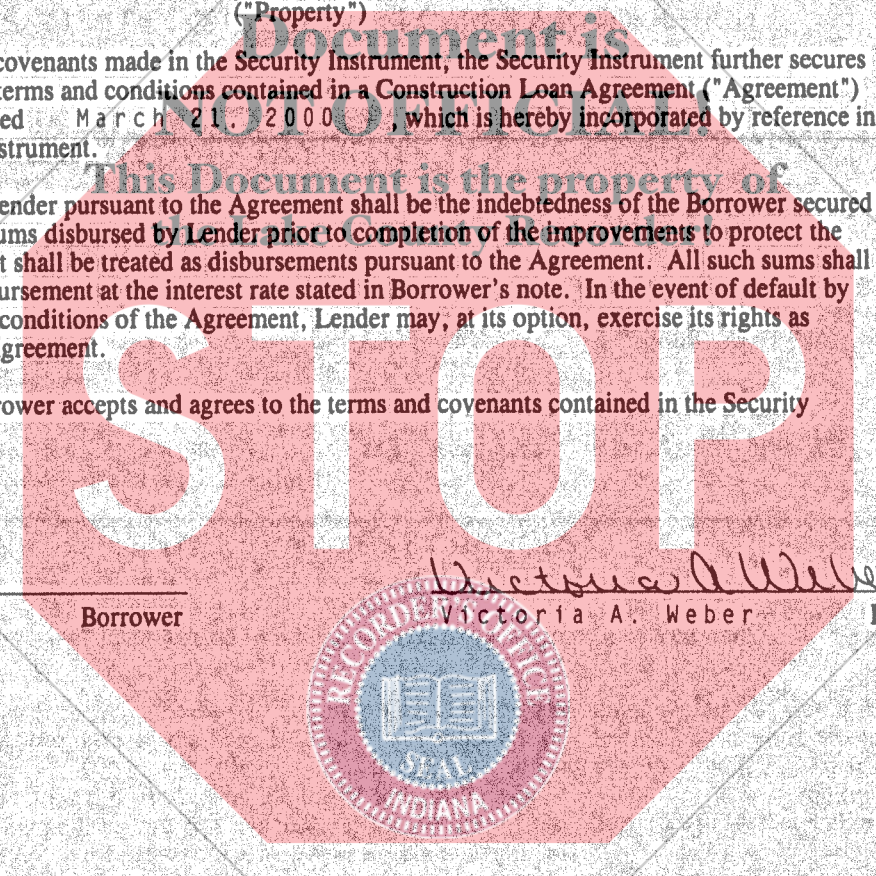 ("Property")
Document is
covenants made in the Security Instrument, the Security Instrument further secures
terms and conditions contained in a Construction Loan Agreement ("Agreement")
ed March 21, 2000 , which is hereby incorporated by reference in
NOT OFFICIAL!
strument.
This Document is the property of
ender pursuant to the Agreement shall be the indebtedness of the Borrower secured
the Lake County Recorder!
ums disbursed by Lender prior to completion of the improvements to protect the
t shall be treated as disbursements pursuant to the Agreement. All such sums shall
ursement at the interest rate stated in Borrower's note. In the event of default by
conditions of the Agreement, Lender may, at its option, exercise its rights as
greement.
STOP
rower accepts and agrees to the terms and covenants contained in the Security
Victoria A Webe
Borrower
Victoria A. Weber
RECORDER'S OFFICE
SEAL
INDIANA